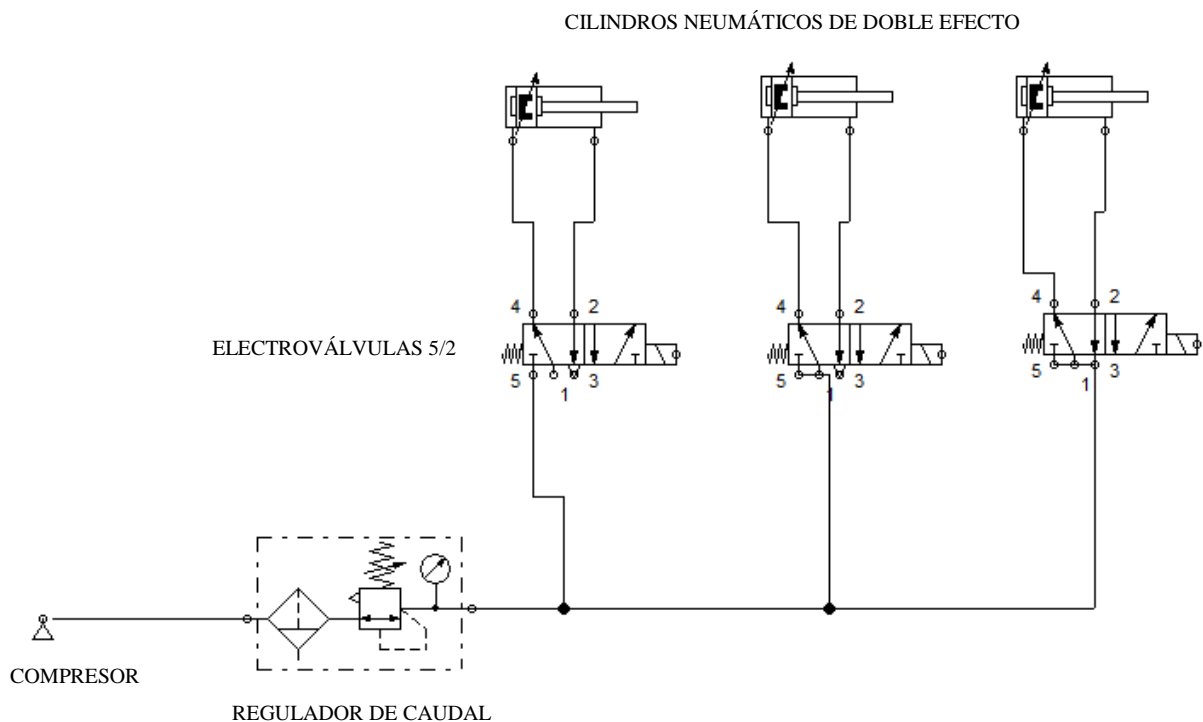 CILINDROS NEUMÁTICOS DE DOBLE EFECTO
4 2
4 2
4 2
ELECTROVÁLVULAS 5/2
5 1 3
5 1 3
5 1 3
COMPRESOR
REGULADOR DE CAUDAL